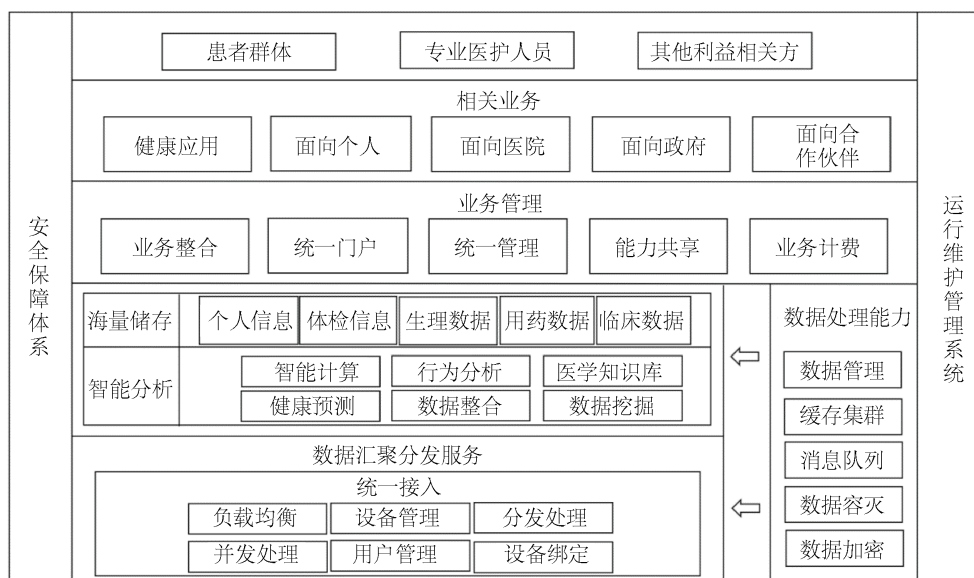 患者群体
专业医护人员
其他利益相关方
相关业务
健康应用
面向个人
面向医院
面向政府
面向合
作伙伴
业务管理
业务整合
统一门户
统一管理
能力共享
业务计费
安全保障体系
运行维护管理系统
海量储存
个人信息
体检信息
生理数据
用药数据
临床数据
智能分析
智能计算
行为分析
医学知识库
健康预测
数据整合
数据挖掘
数据处理能力
数据管理
缓存集群
消息队列
数据容灭
数据加密
数据汇聚分发服务
统一接入
负载均衡
设备管理
分发处理
并发处理
用户管理
设备绑定